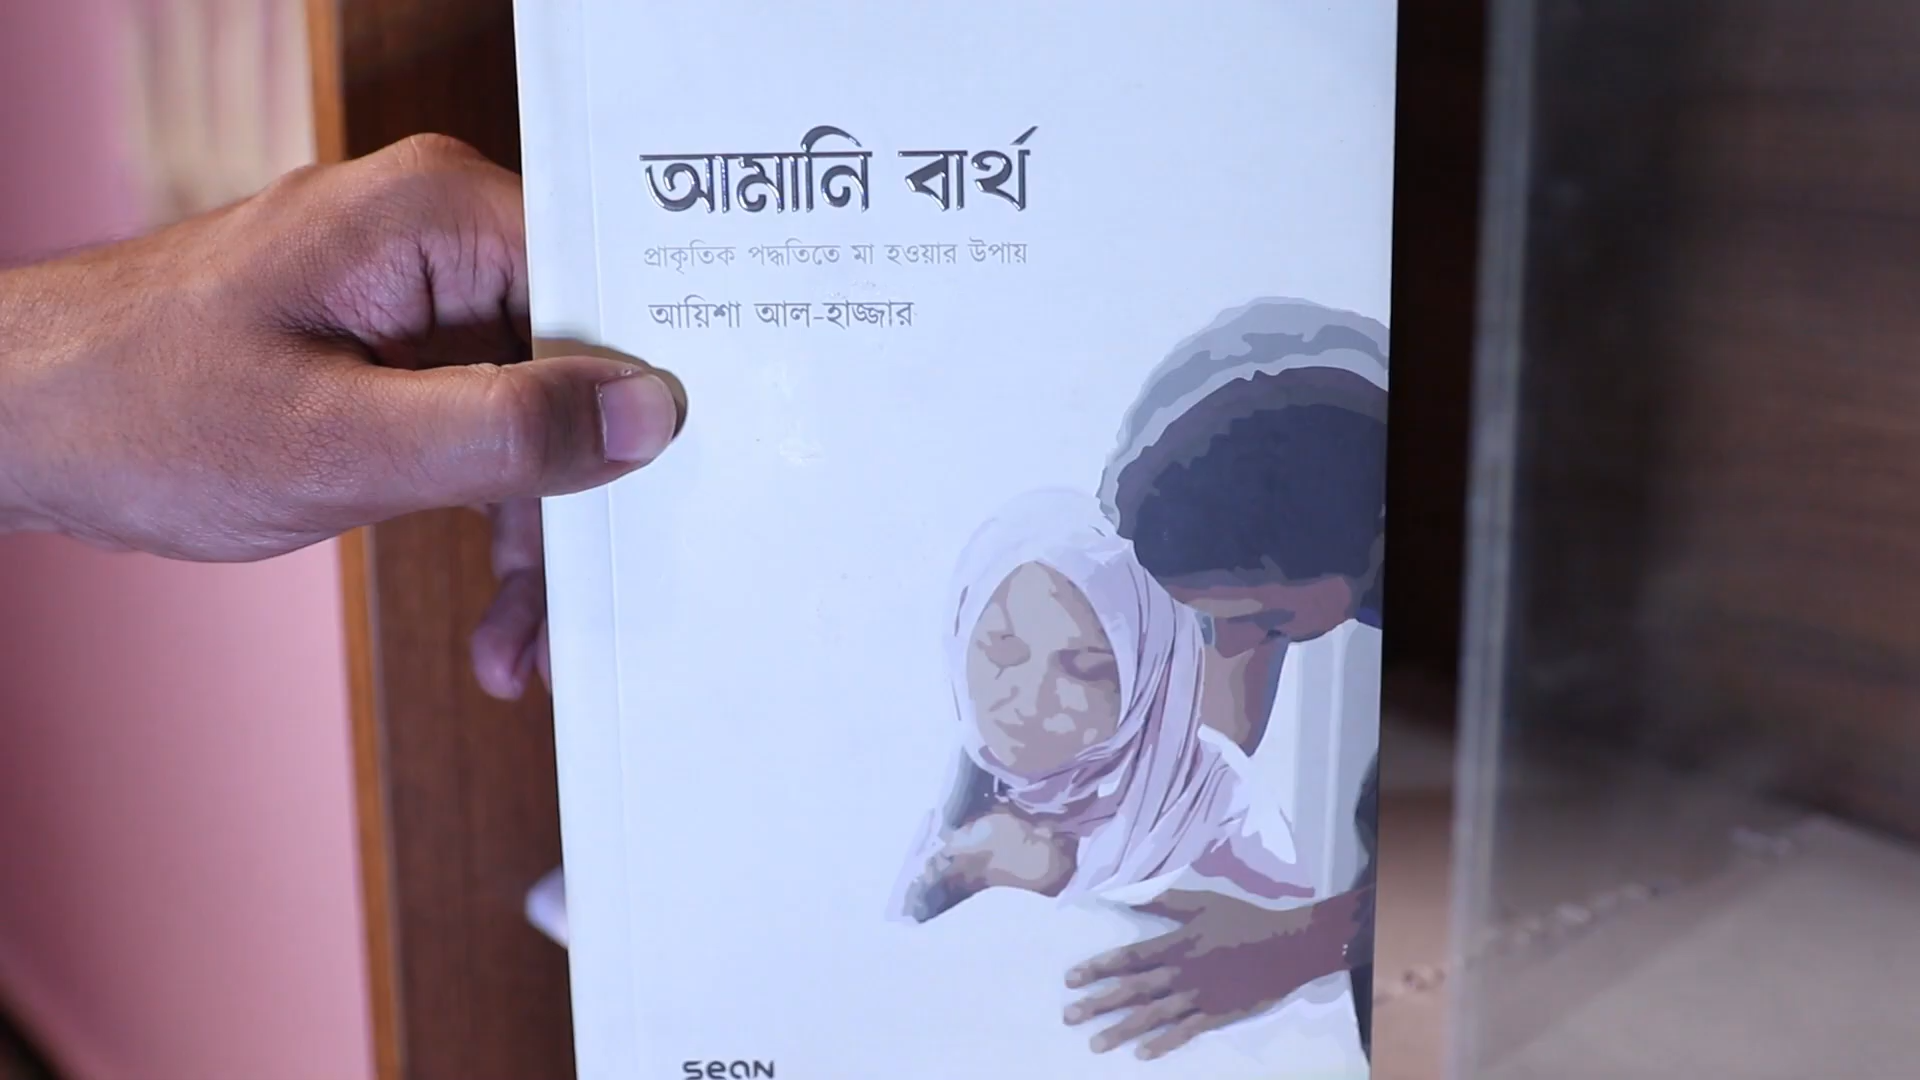 আমানি বার্থ
প্রাকৃতিক পদ্ধতিতে মা হওয়ার উপায়
আয়িশা আল-হাজ্জার
sean